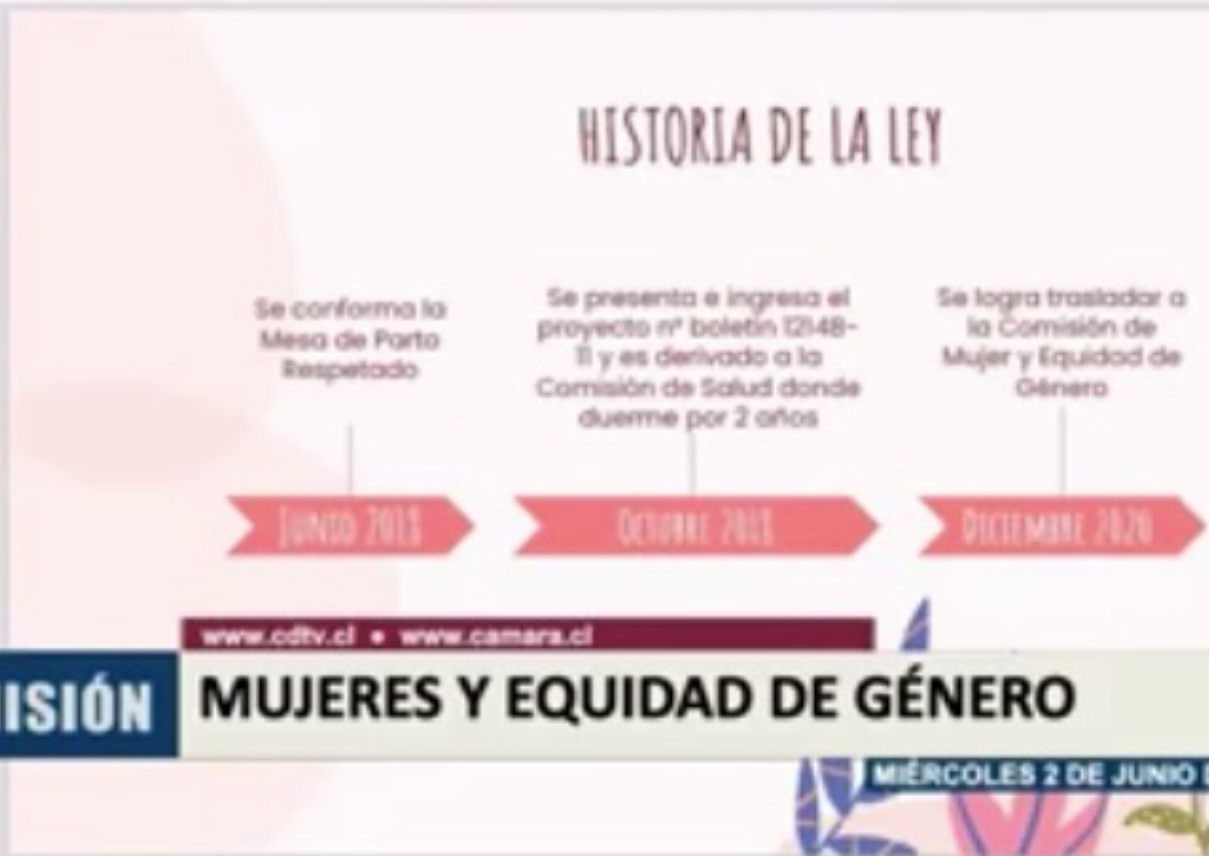 HISTORIA DE LA LEY
Se conforma la
Mesa de Parto
Respetado
Se presenta e ingresa el
proyecto n° boletín 12148-
11 y es derivado a la
Comisión de Salud donde
duerme por 2 años
Se logra trasladar a
la Comisión de
Mujer y Equidad de
Género
JUNIO 2018
OCTUBRE 2018
DICIEMBRE 2020
www.cdtv.cl • www.camara.cl
ISIÓN
MUJERES Y EQUIDAD DE GÉNERO
MIÉRCOLES 2 DE JUNIO D